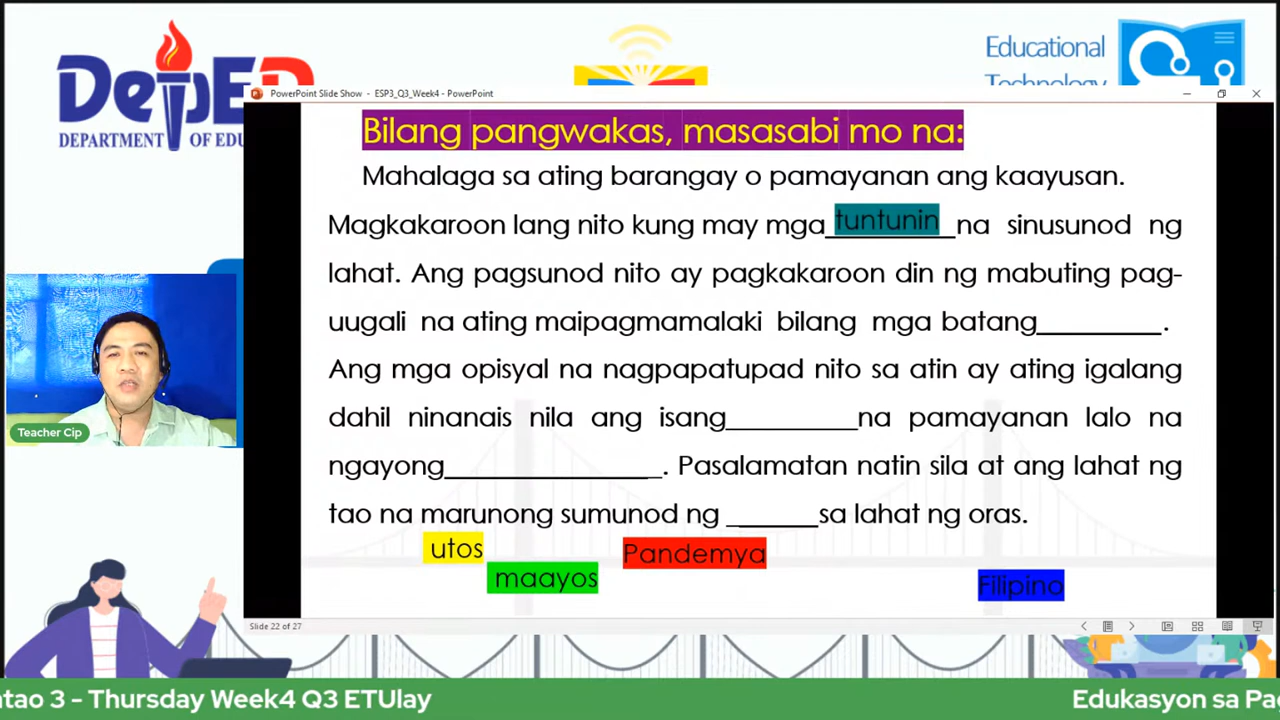 DepED
DEPARTMENT OF EDU
Educational
Technology
PowerPoint Slide Show - ESP3_Q3_Week4 - PowerPoint
Bilang pangwakas, masasabi mo na:
Mahalaga sa ating barangay o pamayanan ang kaayusan.
Magkakaroon lang nito kung may mga tuntunin na sinusunod ng
lahat. Ang pagsunod nito ay pagkakaroon din ng mabuting pag-
uugali na ating maipagmamalaki bilang mga batang_________.
Ang mga opisyal na nagpapatupad nito sa atin ay ating igalang
dahil ninanais nila ang isang_________na pamayanan lalo na
ngayong________________. Pasalamatan natin sila at ang lahat ng
tao na marunong sumunod ng _______sa lahat ng oras.
utos
maayos
Pandemya
Filipino
Teacher Cip
Slide 22 of 27
atao 3 - Thursday Week4 Q3 ETUlay
Edukasyon sa Pag